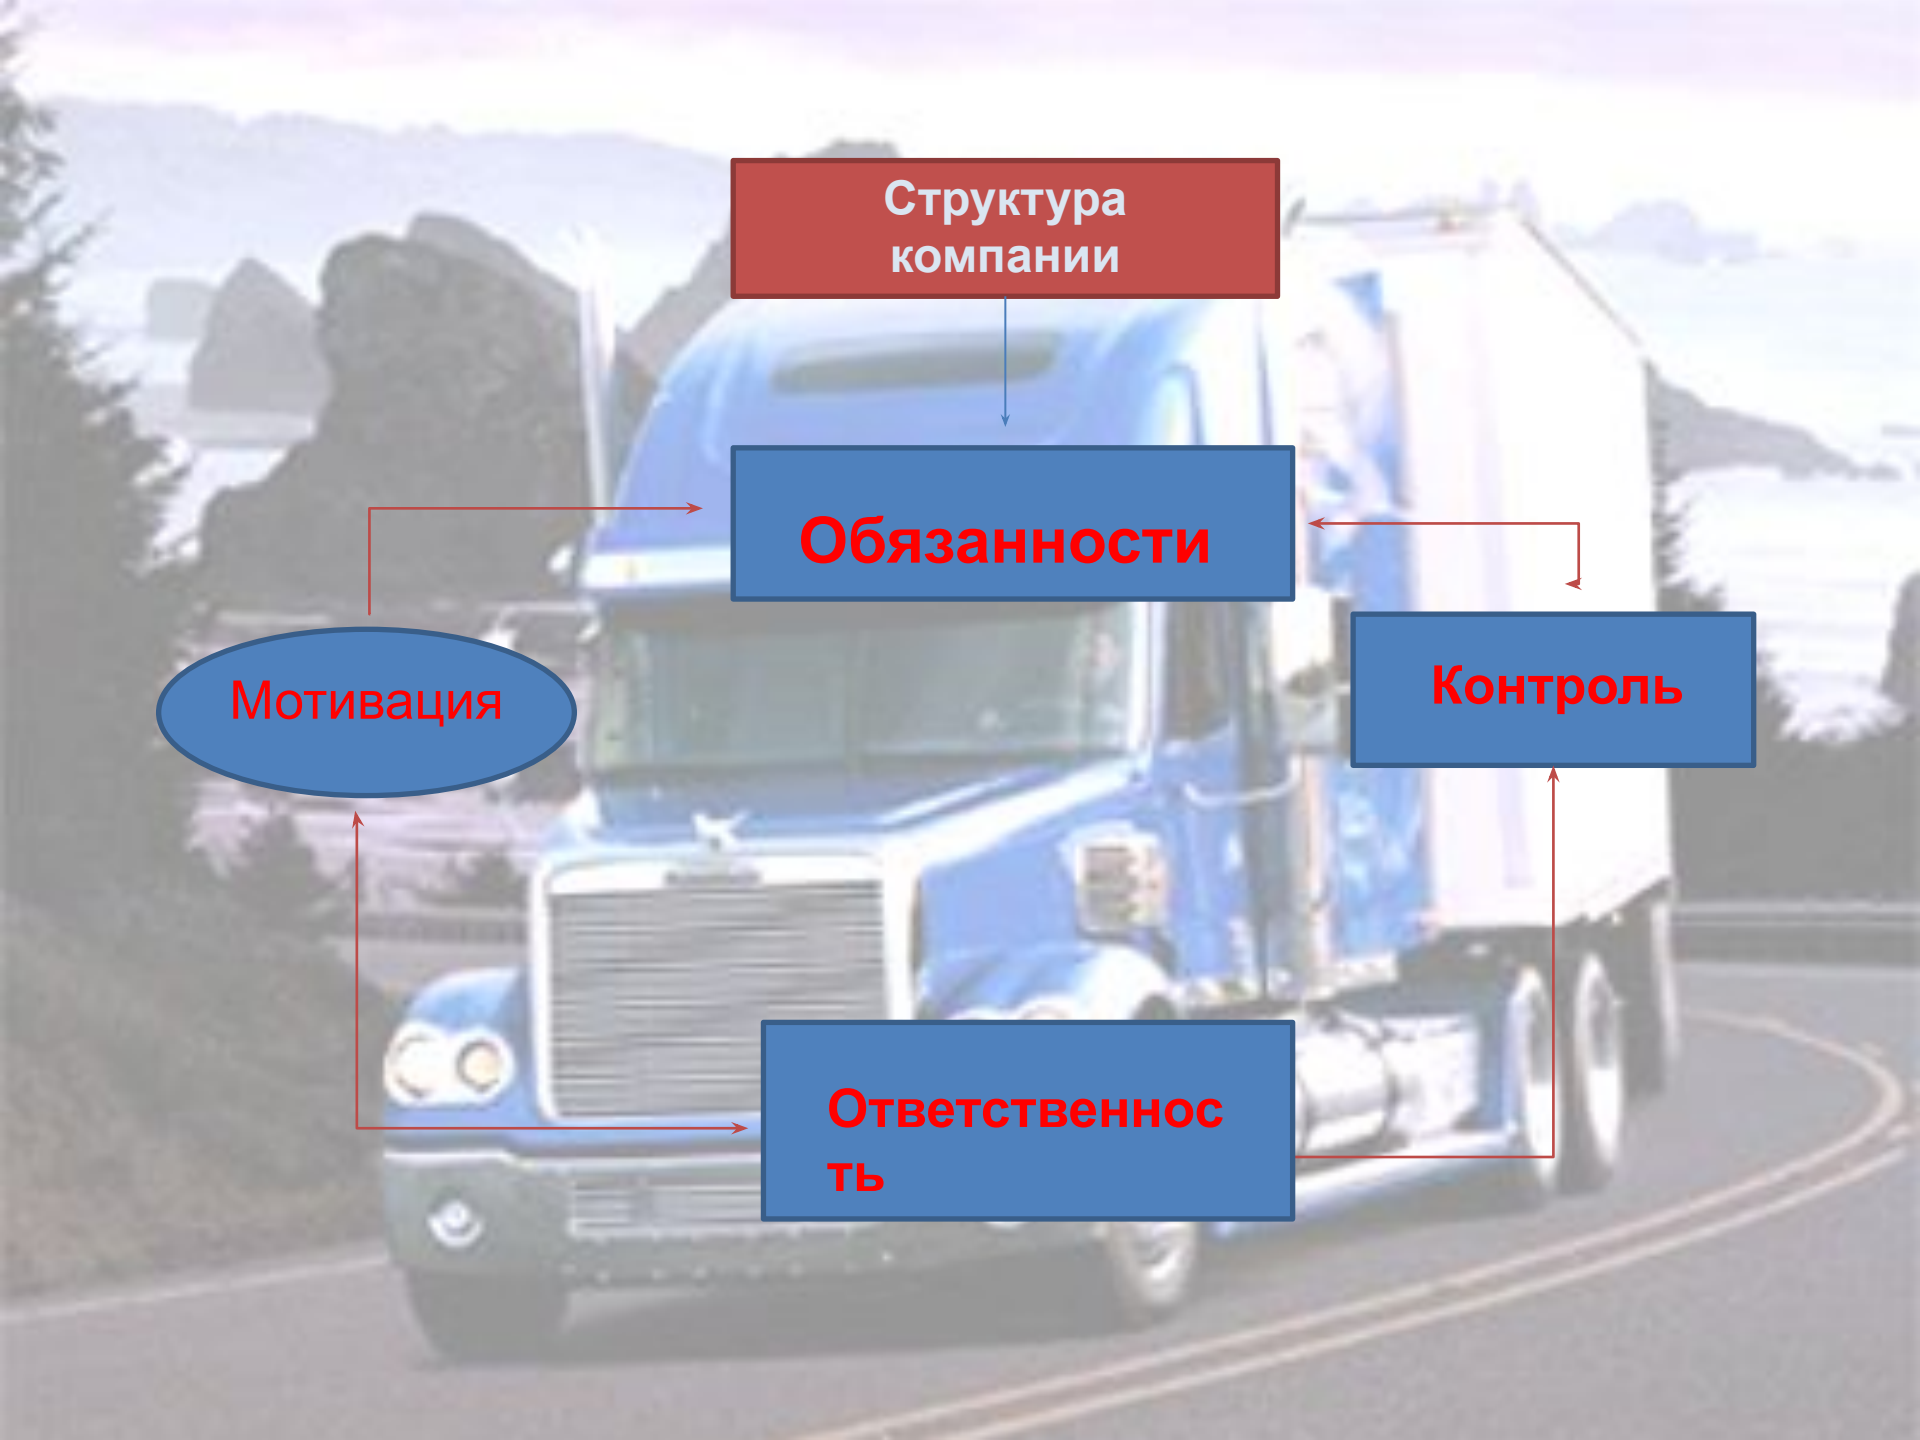 Структура
компании
Обязанности
Мотивация
Контроль
Ответственнос
ть